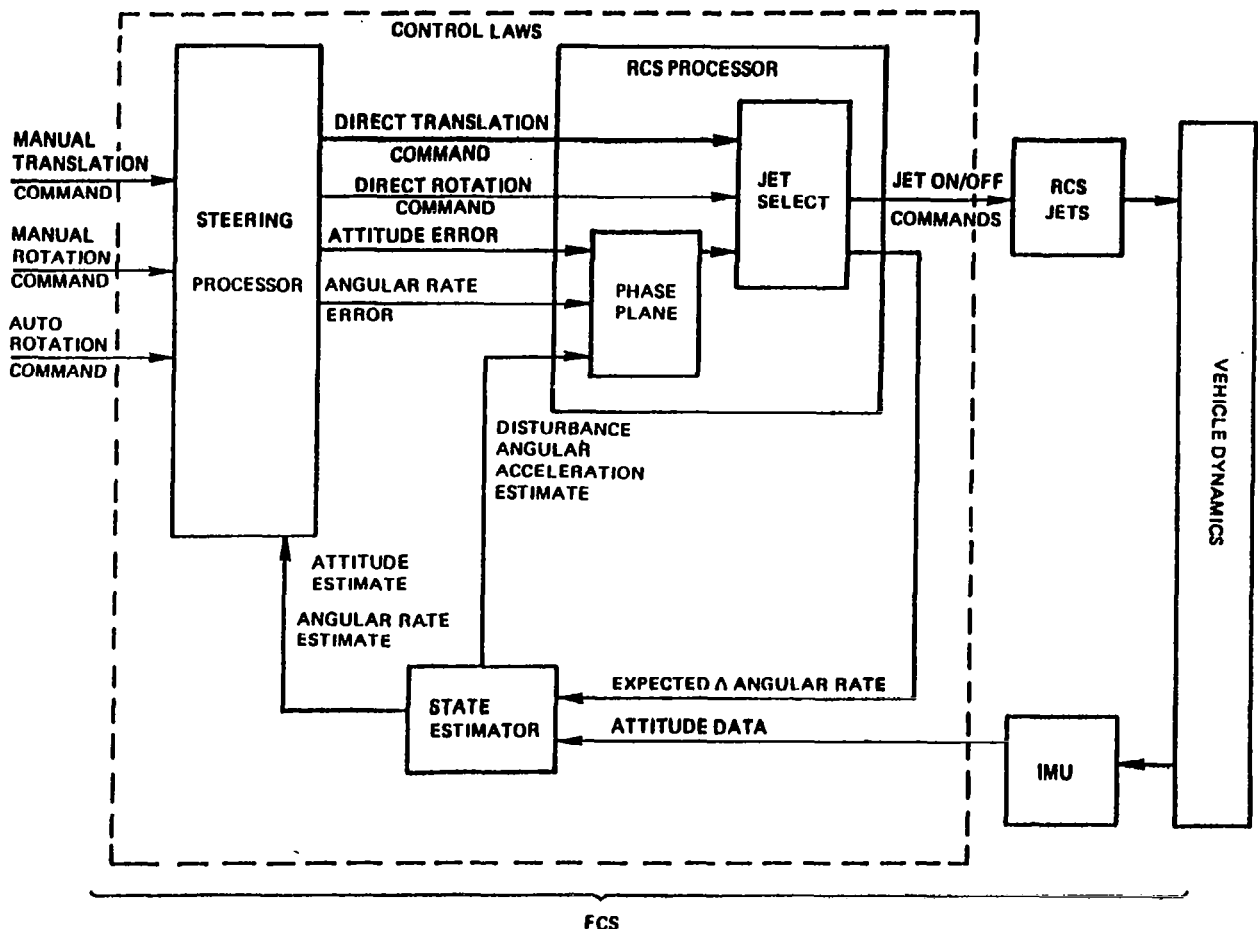 CONTROL LAWS
RCS PROCESSOR
MANUAL
TRANSLATION
COMMAND
MANUAL
ROTATION
COMMAND
AUTO
ROTATION
COMMAND
STEERING
PROCESSOR
DIRECT TRANSLATION
COMMAND
DIRECT ROTATION
COMMAND
ATTITUDE ERROR
ANGULAR RATE
ERROR
PHASE
PLANE
JET
SELECT
JET ON/OFF
COMMANDS
RCS
JETS
VEHICLE DYNAMICS
DISTURBANCE
ANGULAR
ACCELERATION
ESTIMATE
ATTITUDE
ESTIMATE
ANGULAR RATE
ESTIMATE
STATE
ESTIMATOR
EXPECTED Λ ANGULAR RATE
ATTITUDE DATA
IMU
FCS